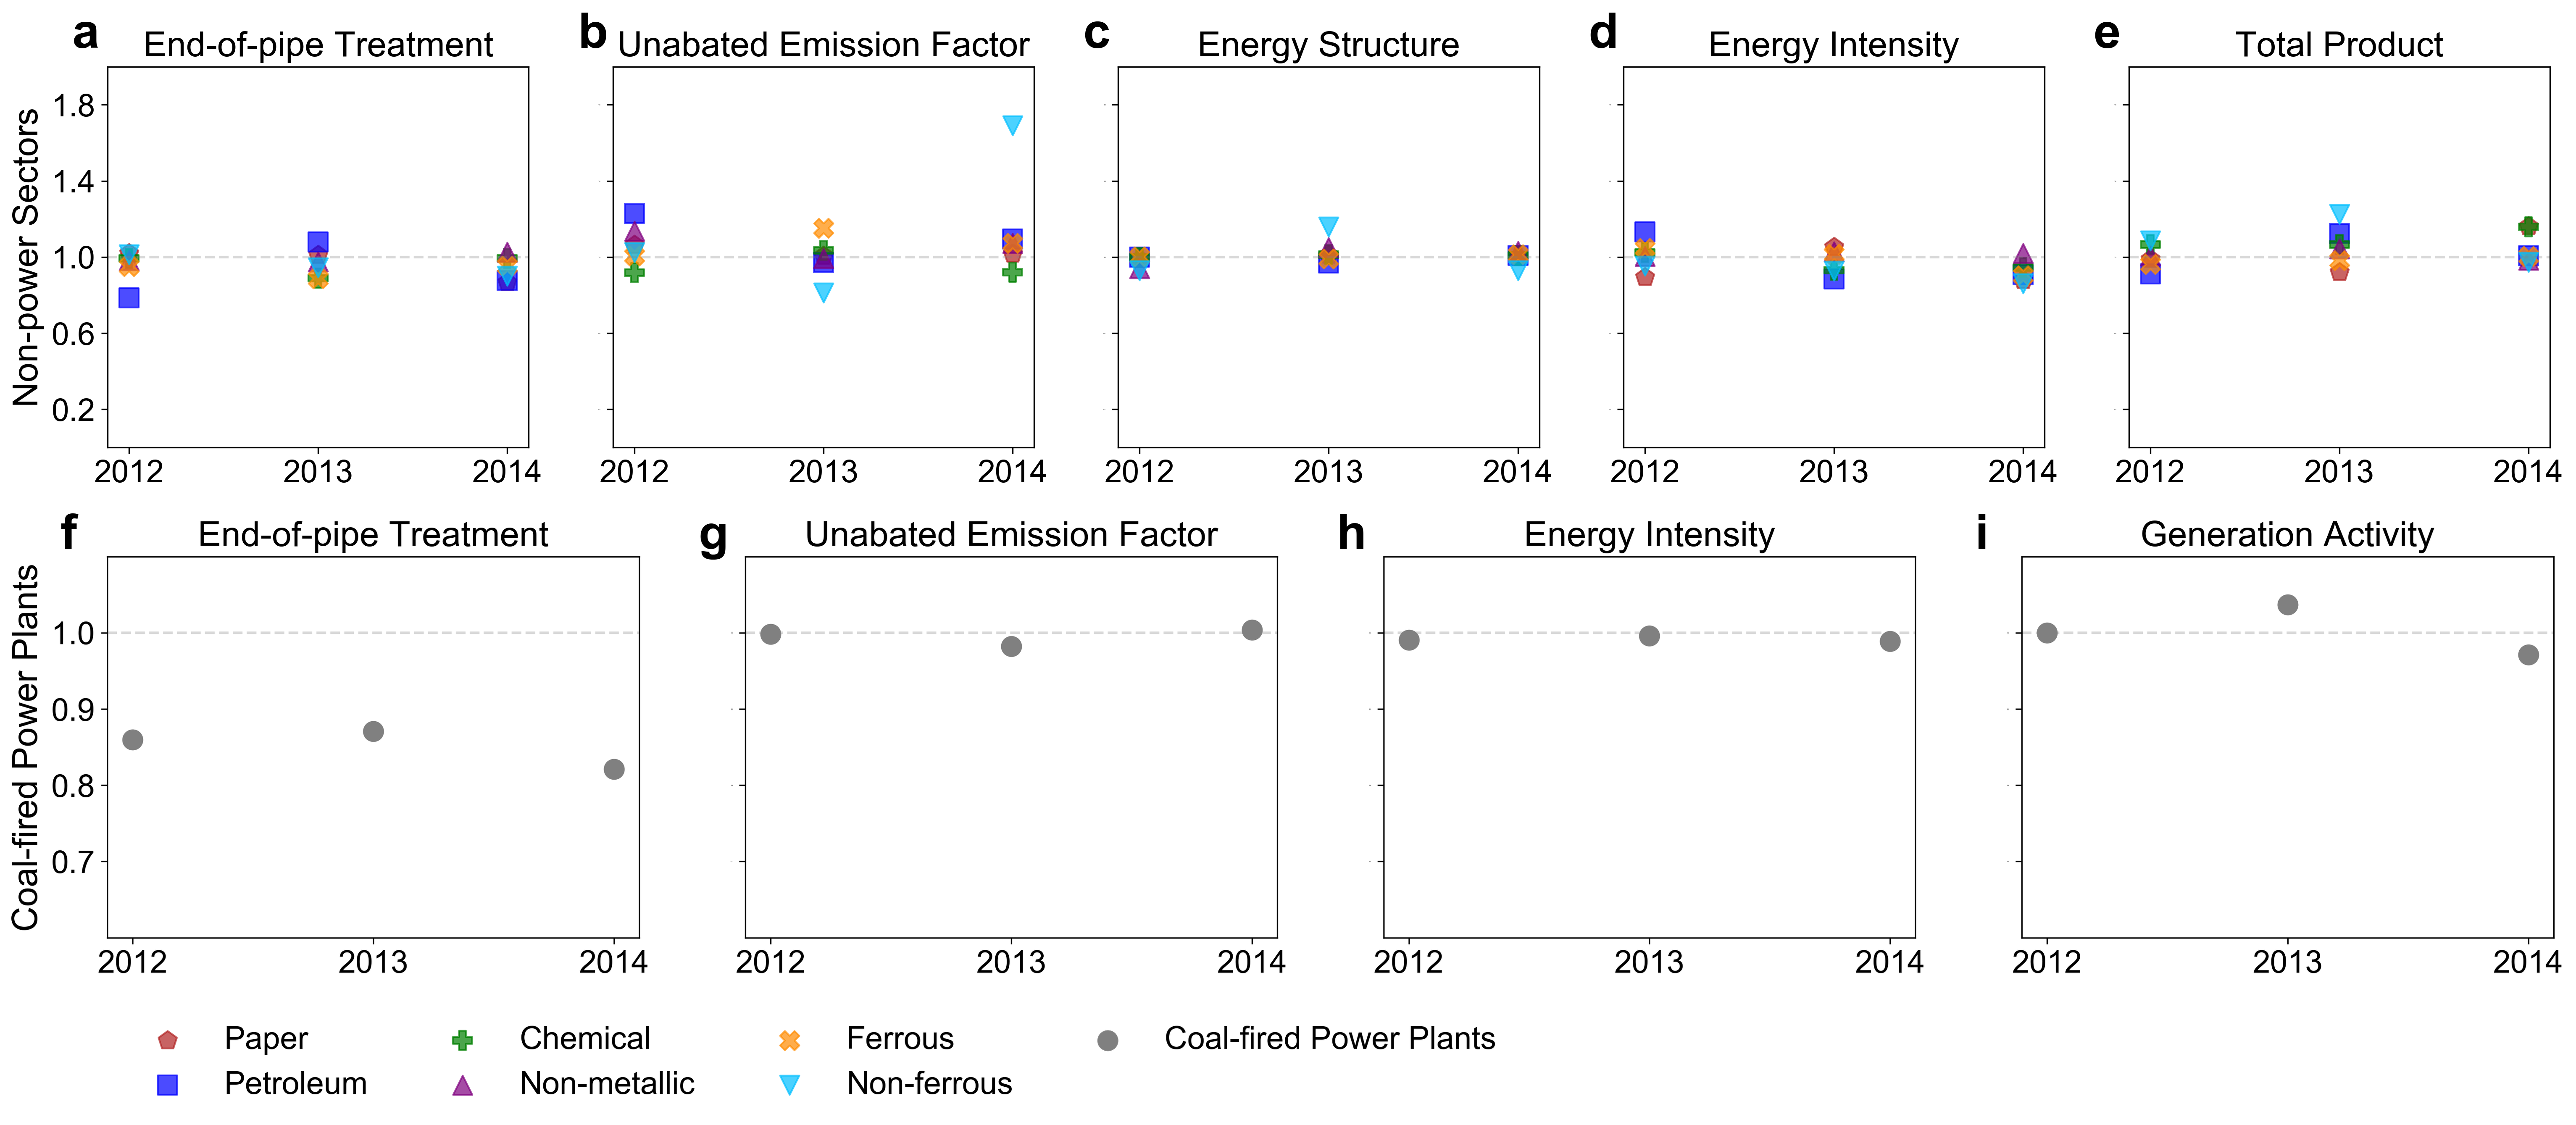 a End-of-pipe Treatment
b Unabated Emission Factor
c Energy Structure
d Energy Intensity
e Total Product
Non-power Sectors
1.8
1.4
1.0
0.6
0.2
2012 2013 2014
2012 2013 2014
2012 2013 2014
2012 2013 2014
2012 2013 2014
f End-of-pipe Treatment
g Unabated Emission Factor
h Energy Intensity
i Generation Activity
Coal-fired Power Plants
1.0
0.9
0.8
0.7
2012 2013 2014
2012 2013 2014
2012 2013 2014
2012 2013 2014
Paper Chemical Ferrous Coal-fired Power Plants
Petroleum Non-metallic Non-ferrous